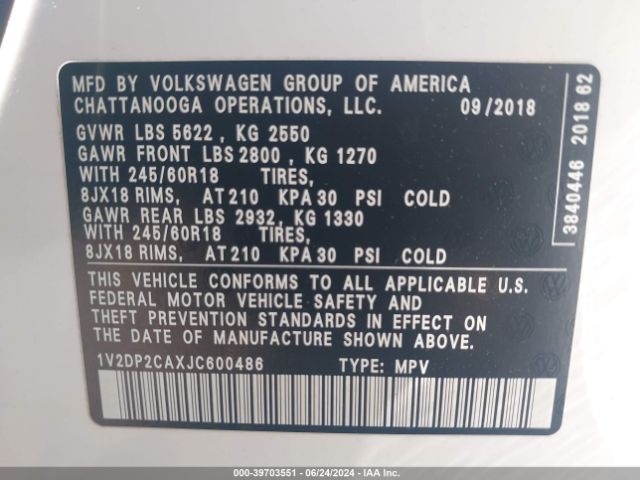 MFD BY VOLKSWAGEN GROUP OF AMERICA
CHATTANOOGA OPERATIONS, LLC. 09/2018
GVWR LBS 5622 , KG 2550
GAWR FRONT LBS 2800 , KG 1270
WITH 245/60R18 TIRES,
8JX18 RIMS, AT 210 KPA 30 PSI COLD
GAWR REAR LBS 2932, KG 1330
WITH 245/60R18 TIRES,
8JX18 RIMS, AT 210 KPA 30 PSI COLD
THIS VEHICLE CONFORMS TO ALL APPLICABLE U.S.
FEDERAL MOTOR VEHICLE SAFETY AND
THEFT PREVENTION STANDARDS IN EFFECT ON
THE DATE OF MANUFACTURE SHOWN ABOVE.
1V2DP2CAXJC600486 TYPE: MPV
3840446 2018 62
000-39703551 - 06/24/2024 - IAA Inc.